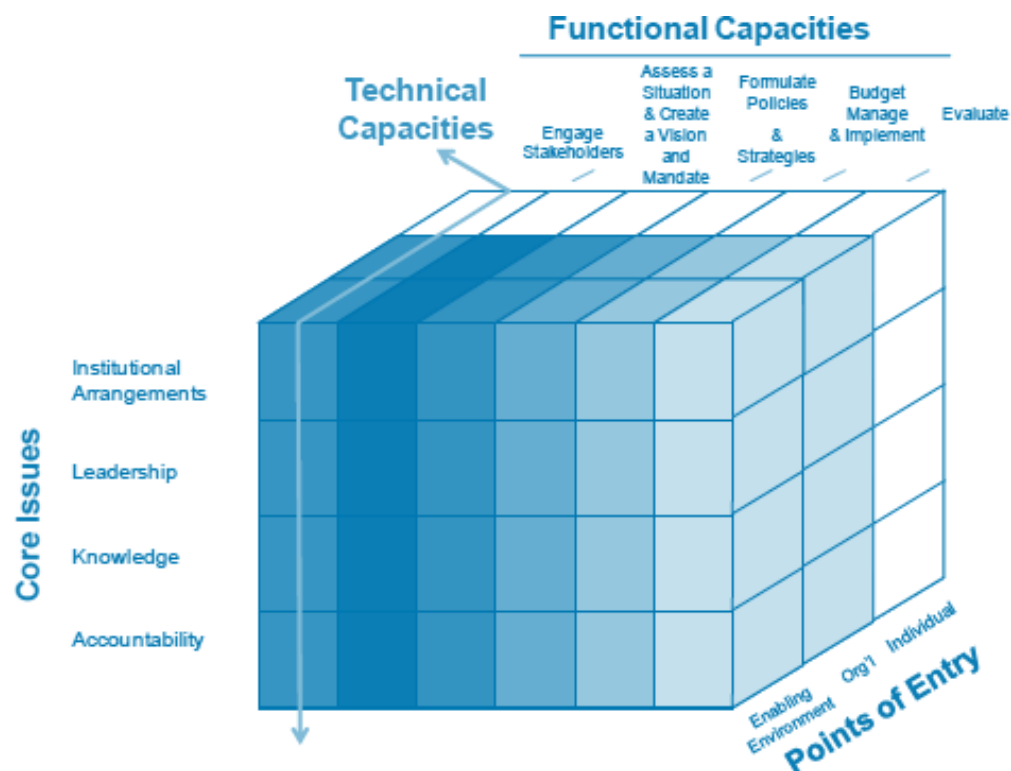 Functional Capacities
Technical
Capacities
Engage
Stakeholders
Assess a
Situation
& Create
a Vision
and
Mandate
Formulate
Policies
&
Strategies
Budget
Manage
& Implement
Evaluate
Core Issues
Institutional
Arrangements
Leadership
Knowledge
Accountability
Enabling
Environment
Org'l
Individual
Points of Entry